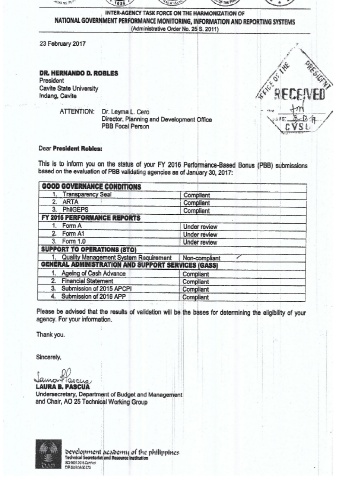 INTER-AGENCY TASK FORCE ON THE HARMONIZATION OF
NATIONAL GOVERNMENT PERFORMANCE MONITORING, INFORMATION AND REPORTING SYSTEMS
(Administrative Order No. 25 S. 2011)
23 February 2017
OFFICE OF THE PRESIDENT
RECEIVED
CVSU
DR. HERNANDO D. ROBLES
President
Cavite State University
Indang, Cavite
ATTENTION: Dr. Leyma L. Cero
Director, Planning and Development Office
PBB Focal Person
Dear President Robles:
This is to inform you on the status of your FY 2016 Performance-Based Bonus (PBB) submissions
based on the evaluation of PBB validating agencies as of January 30, 2017:
GOOD GOVERNANCE CONDITIONS
1. Transparency Seal Compliant
2. ARTA Compliant
3. PhilGEPS Compliant
FY 2016 PERFORMANCE REPORTS
1. Form A Under review
2. Form A1 Under review
3. Form 1.0 Under review
SUPPORT TO OPERATIONS (STO)
1. Quality Management System Requirement Non-compliant
GENERAL ADMINISTRATION AND SUPPORT SERVICES (GASS)
1. Ageing of Cash Advance Compliant
2. Financial Statement Compliant
3. Submission of 2015 APCPI Compliant
4. Submission of 2016 APP Compliant
Please be advised that the results of validation will be the bases for determining the eligibility of your
agency. For your information.
Thank you.
Sincerely,
LAURA B. PASCUA
Undersecretary, Department of Budget and Management
and Chair, AO 25 Technical Working Group
development academy of the philippines
Technical Secretariat and Resource Institution